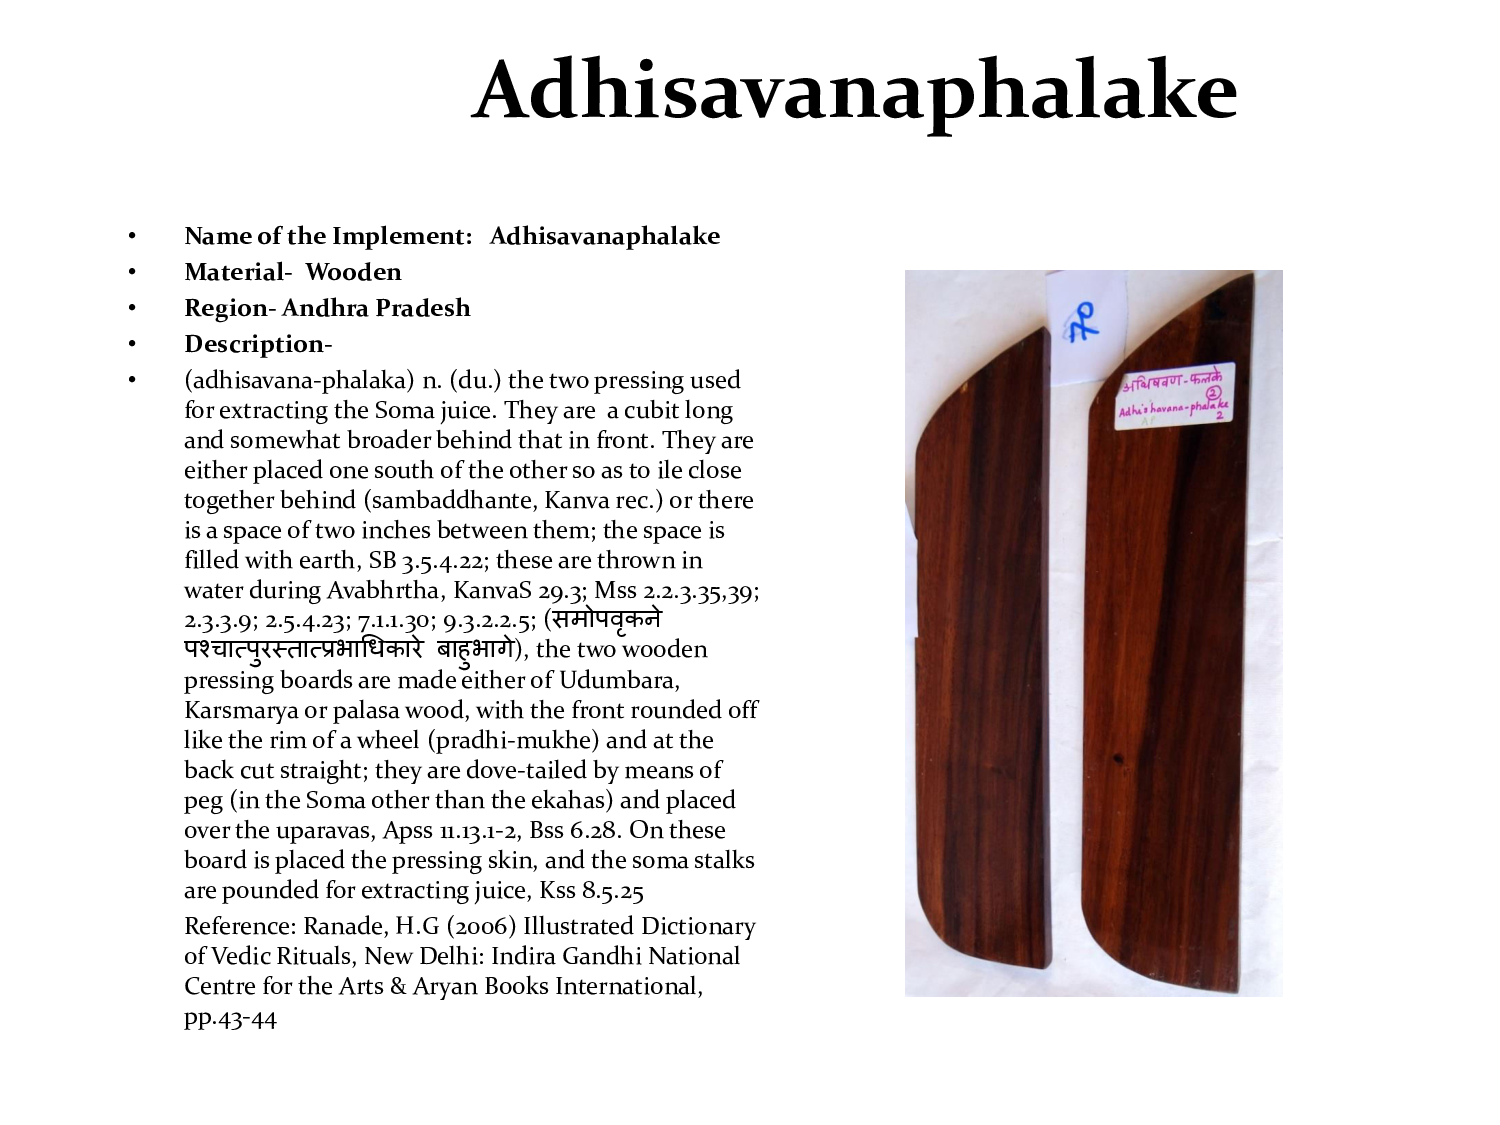 Adhisavanaphalake
• Name of the Implement: Adhisavanaphalake
• Material- Wooden
• Region- Andhra Pradesh
• Description-
• (adhisavana-phalaka) n. (du.) the two pressing used
for extracting the Soma juice. They are a cubit long
and somewhat broader behind that in front. They are
either placed one south of the other so as to ile close
together behind (sambaddhante, Kanva rec.) or there
is a space of two inches between them; the space is
filled with earth, SB 3.5.4.22; these are thrown in
water during Avabhrtha, KanvaS 29.3; Mss 2.2.3.35,39;
2.3.3.9; 2.5.4.23; 7.1.1.30; 9.3.2.2.5; (समोपवृकने
पश्चात्पुरस्तात्प्रभाधिकारे बाहुभागे), the two wooden
pressing boards are made either of Udumbara,
Karsmarya or palasa wood, with the front rounded off
like the rim of a wheel (pradhi-mukhe) and at the
back cut straight; they are dove-tailed by means of
peg (in the Soma other than the ekahas) and placed
over the uparavas, Apss 11.13.1-2, Bss 6.28. On these
board is placed the pressing skin, and the soma stalks
are pounded for extracting juice, Kss 8.5.25
Reference: Ranade, H.G (2006) Illustrated Dictionary
of Vedic Rituals, New Delhi: Indira Gandhi National
Centre for the Arts & Aryan Books International,
pp.43-44
70
अधिषवण-फलके
2
Adhishavana-phalake
2
AP